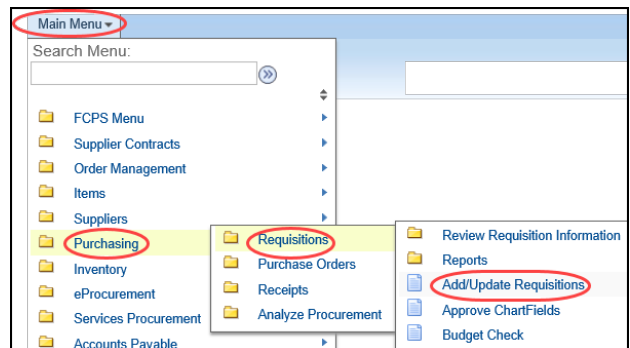 Main Menu
Search Menu:
FCPS Menu
Supplier Contracts
Order Management
Items
Suppliers
Purchasing
Inventory
eProcurement
Services Procurement
Accounts Payable
Requisitions
Purchase Orders
Receipts
Analyze Procurement
Review Requisition Information
Reports
Add/Update Requisitions
Approve ChartFields
Budget Check